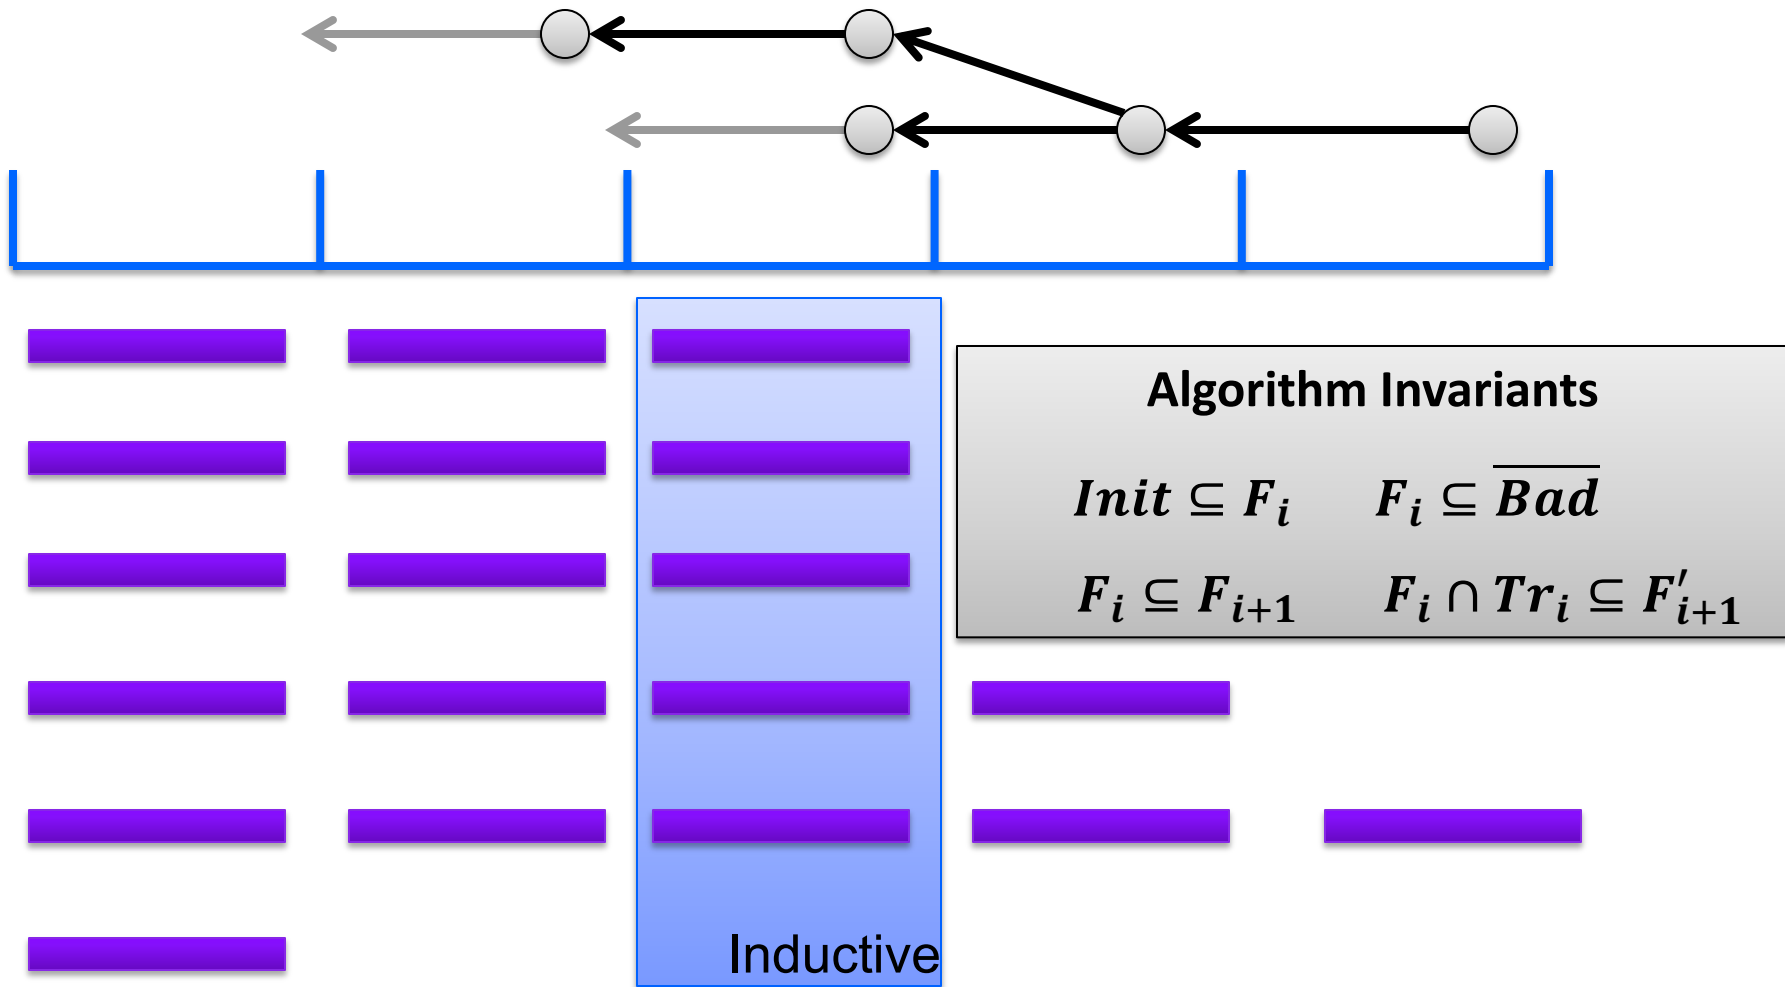 Algorithm Invariants
Init ⊆ F_i F_i ⊆ \overline{Bad}
F_i ⊆ F_{i+1} F_i ∩ Tr_i ⊆ F'_{i+1}
Inductive